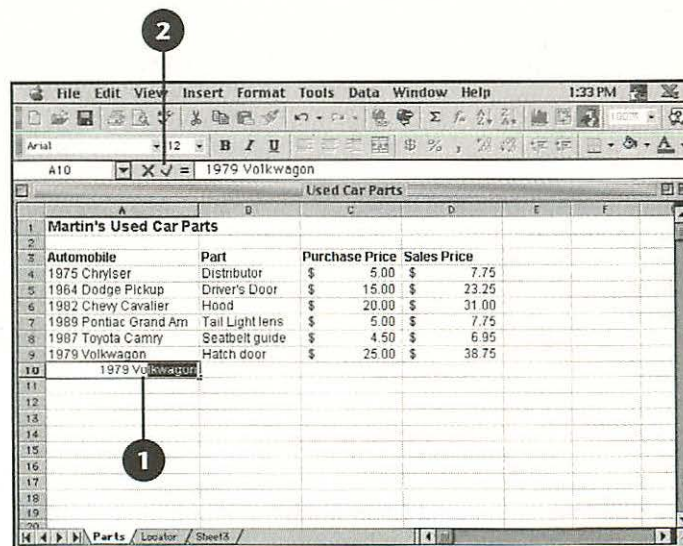 2
File Edit View Insert Format Tools Data Window Help 1:33 PM
Arial 12 B I U $ % ,
A10 X = 1979 Volkwagon
Used Car Parts
A B C D E F
1 Martin's Used Car Parts
2
3 Automobile Part Purchase Price Sales Price
4 1975 Chrylser Distributor $ 5.00 $ 7.75
5 1964 Dodge Pickup Driver's Door $ 15.00 $ 23.25
6 1982 Chevy Cavalier Hood $ 20.00 $ 31.00
7 1989 Pontiac Grand Am Tail Light lens $ 5.00 $ 7.75
8 1987 Toyota Camry Seatbelt guide $ 4.50 $ 6.95
9 1979 Volkwagon Hatch door $ 25.00 $ 38.75
10 1979 Volkwagon
11
12
13
14
15
16
17
18
19
20
1
Parts Locator Sheet3